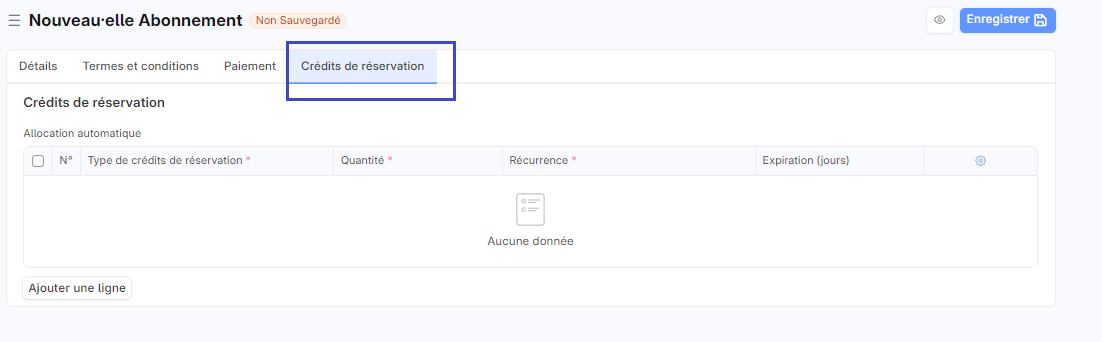 Nouveau·elle Abonnement Non Sauvegardé Enregistrer
Détails Termes et conditions Paiement Crédits de réservation
Crédits de réservation
Allocation automatique
N° Type de crédits de réservation * Quantité * Récurrence * Expiration (jours)
Aucune donnée
Ajouter une ligne